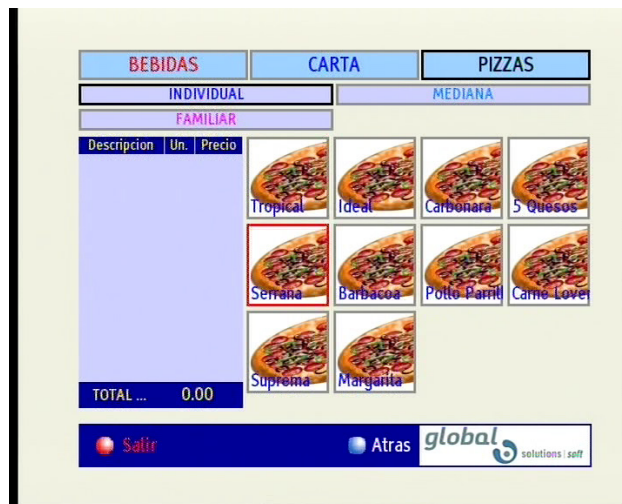 BEBIDAS CARTA PIZZAS
INDIVIDUAL MEDIANA
FAMILIAR
Descripcion Un. Precio
Tropical Ideal Carbonara 5 Quesos
Serrana Barbacoa Pollo Parrill Carne Lover
Suprema Margarita
TOTAL ... 0.00
Salir Atras global
solutions | soft